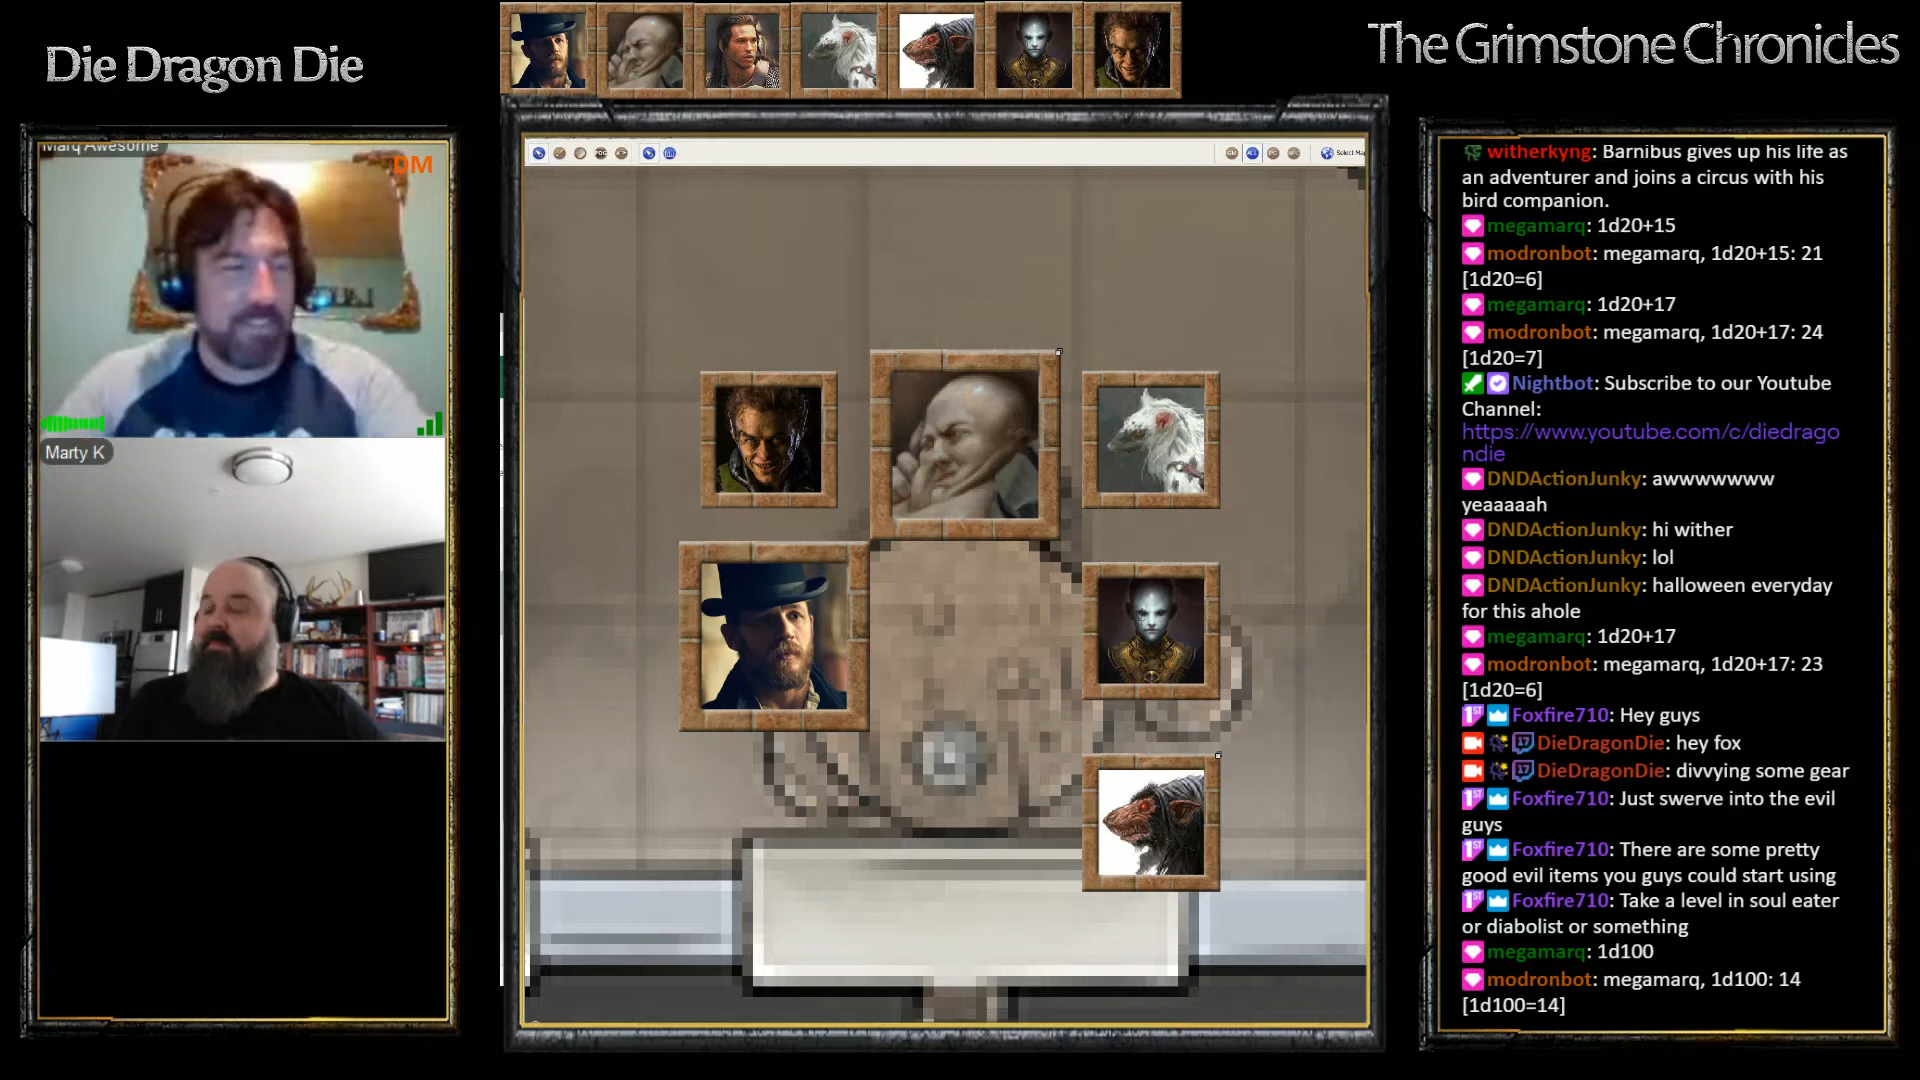 Die Dragon Die
The Grimstone Chronicles
Marq Awesome
DM
Marty K
Select Ma
witherkyng: Barnibus gives up his life as
an adventurer and joins a circus with his
bird companion.
megamarq: 1d20+15
modronbot: megamarq, 1d20+15: 21
[1d20=6]
megamarq: 1d20+17
modronbot: megamarq, 1d20+17: 24
[1d20=7]
Nightbot: Subscribe to our Youtube
Channel:
https://www.youtube.com/c/diedrago
ndie
DNDActionJunky: awwwwwww
yeaaaaah
DNDActionJunky: hi wither
DNDActionJunky: lol
DNDActionJunky: halloween everyday
for this ahole
megamarq: 1d20+17
modronbot: megamarq, 1d20+17: 23
[1d20=6]
Foxfire710: Hey guys
DieDragonDie: hey fox
DieDragonDie: divvying some gear
Foxfire710: Just swerve into the evil
guys
Foxfire710: There are some pretty
good evil items you guys could start using
Foxfire710: Take a level in soul eater
or diabolist or something
megamarq: 1d100
modronbot: megamarq, 1d100: 14
[1d100=14]